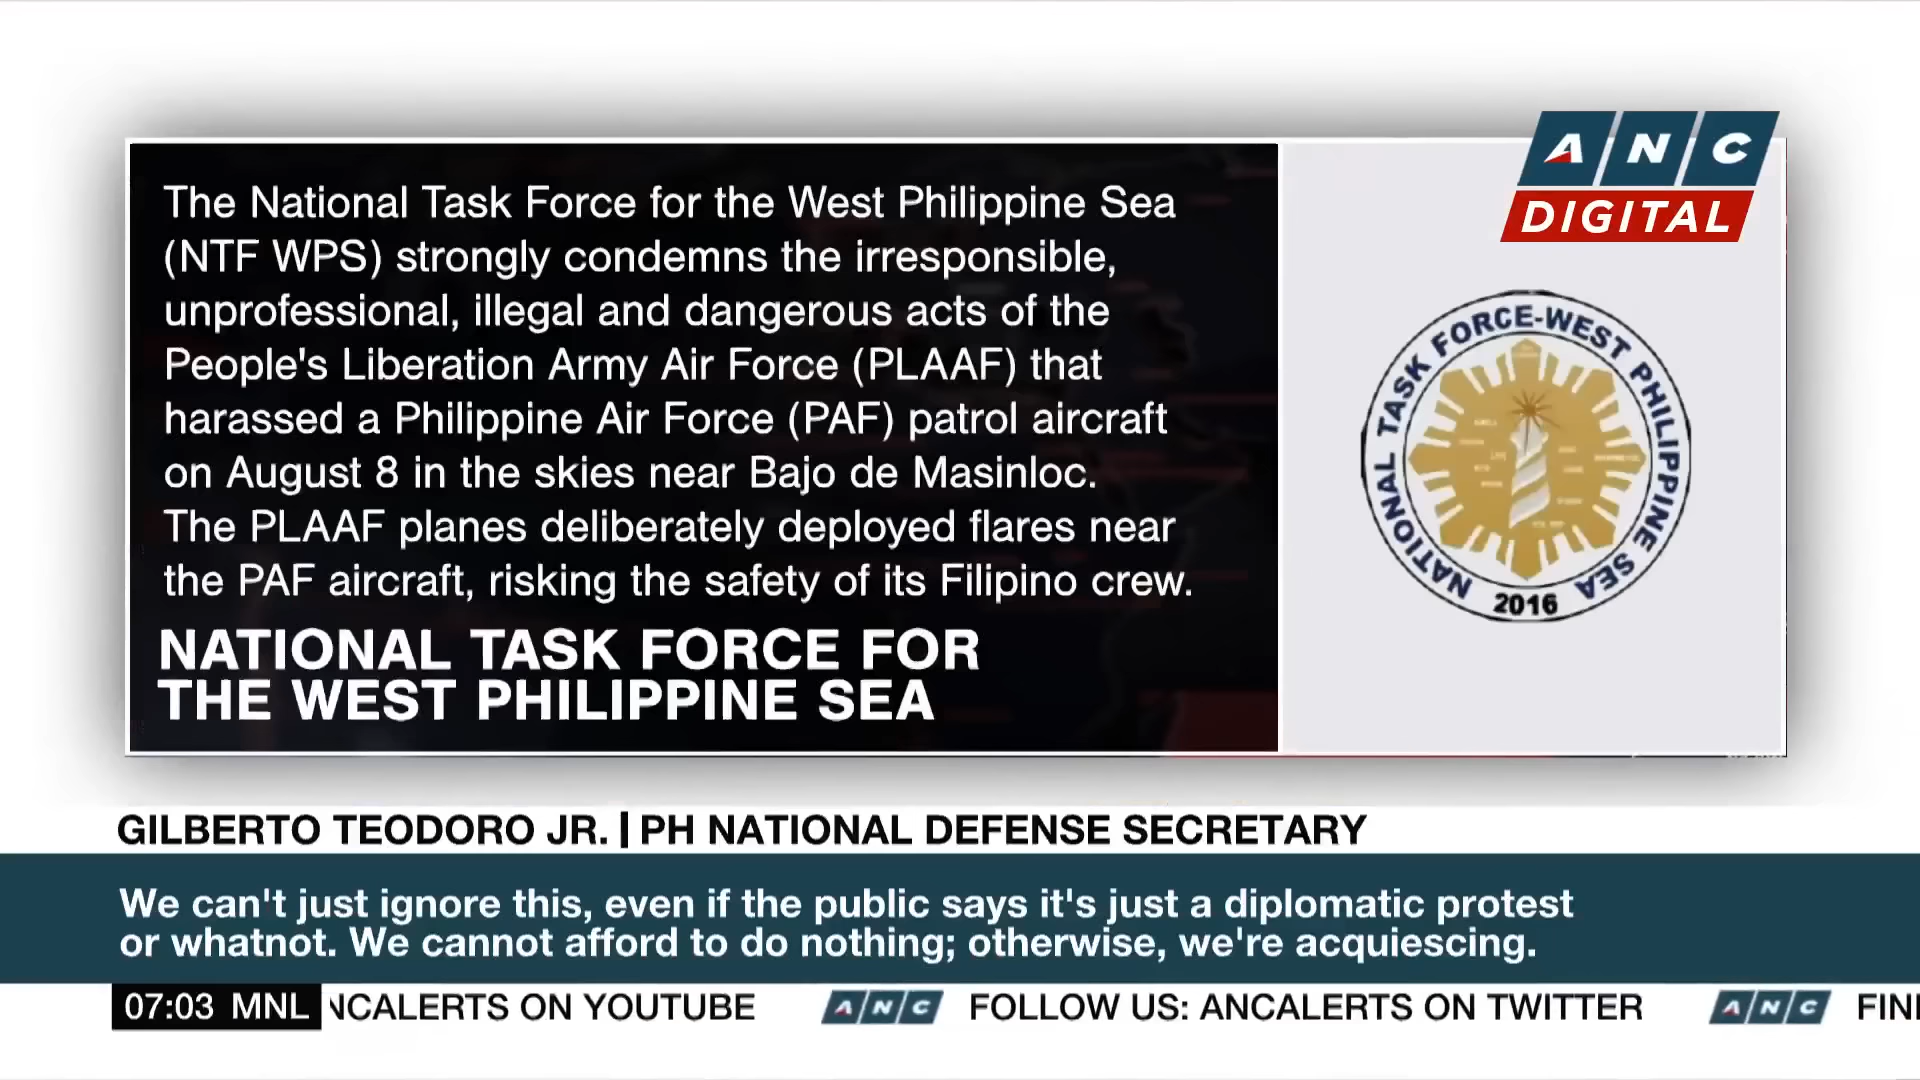 ANC
DIGITAL
The National Task Force for the West Philippine Sea
(NTF WPS) strongly condemns the irresponsible,
unprofessional, illegal and dangerous acts of the
People's Liberation Army Air Force (PLAAF) that
harassed a Philippine Air Force (PAF) patrol aircraft
on August 8 in the skies near Bajo de Masinloc.
The PLAAF planes deliberately deployed flares near
the PAF aircraft, risking the safety of its Filipino crew.
NATIONAL TASK FORCE FOR
THE WEST PHILIPPINE SEA
NATIONAL TASK FORCE-WEST PHILIPPINE SEA
2016
GILBERTO TEODORO JR. | PH NATIONAL DEFENSE SECRETARY
We can't just ignore this, even if the public says it's just a diplomatic protest
or whatnot. We cannot afford to do nothing; otherwise, we're acquiescing.
07:03 MNL NCALERTS ON YOUTUBE ANC FOLLOW US: ANCALERTS ON TWITTER ANC FIN